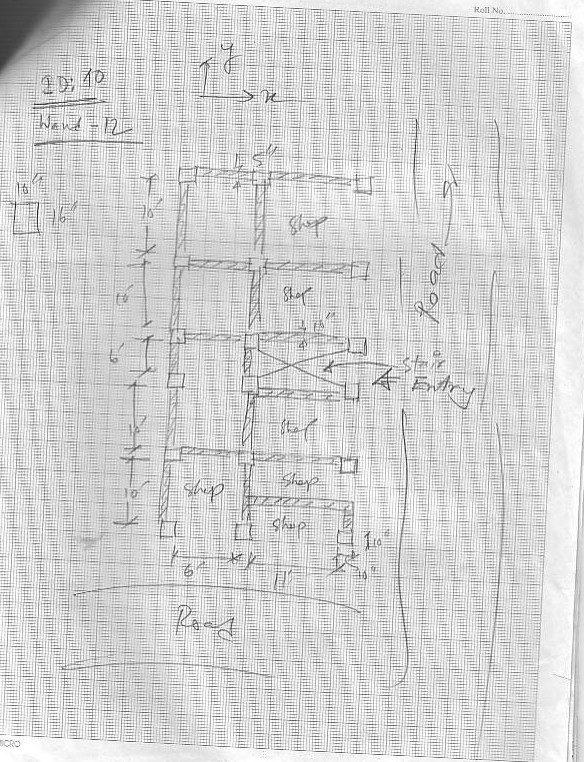 Roll No.
y
x
ID: 10
Ward - 12
5"
10"
16"
10'
Shop
10'
Shop
10"
Road
6'
Stair
Entry
10'
Shop
Shop
Shop
10'
Shop
10"
6'
11'
10"
Road